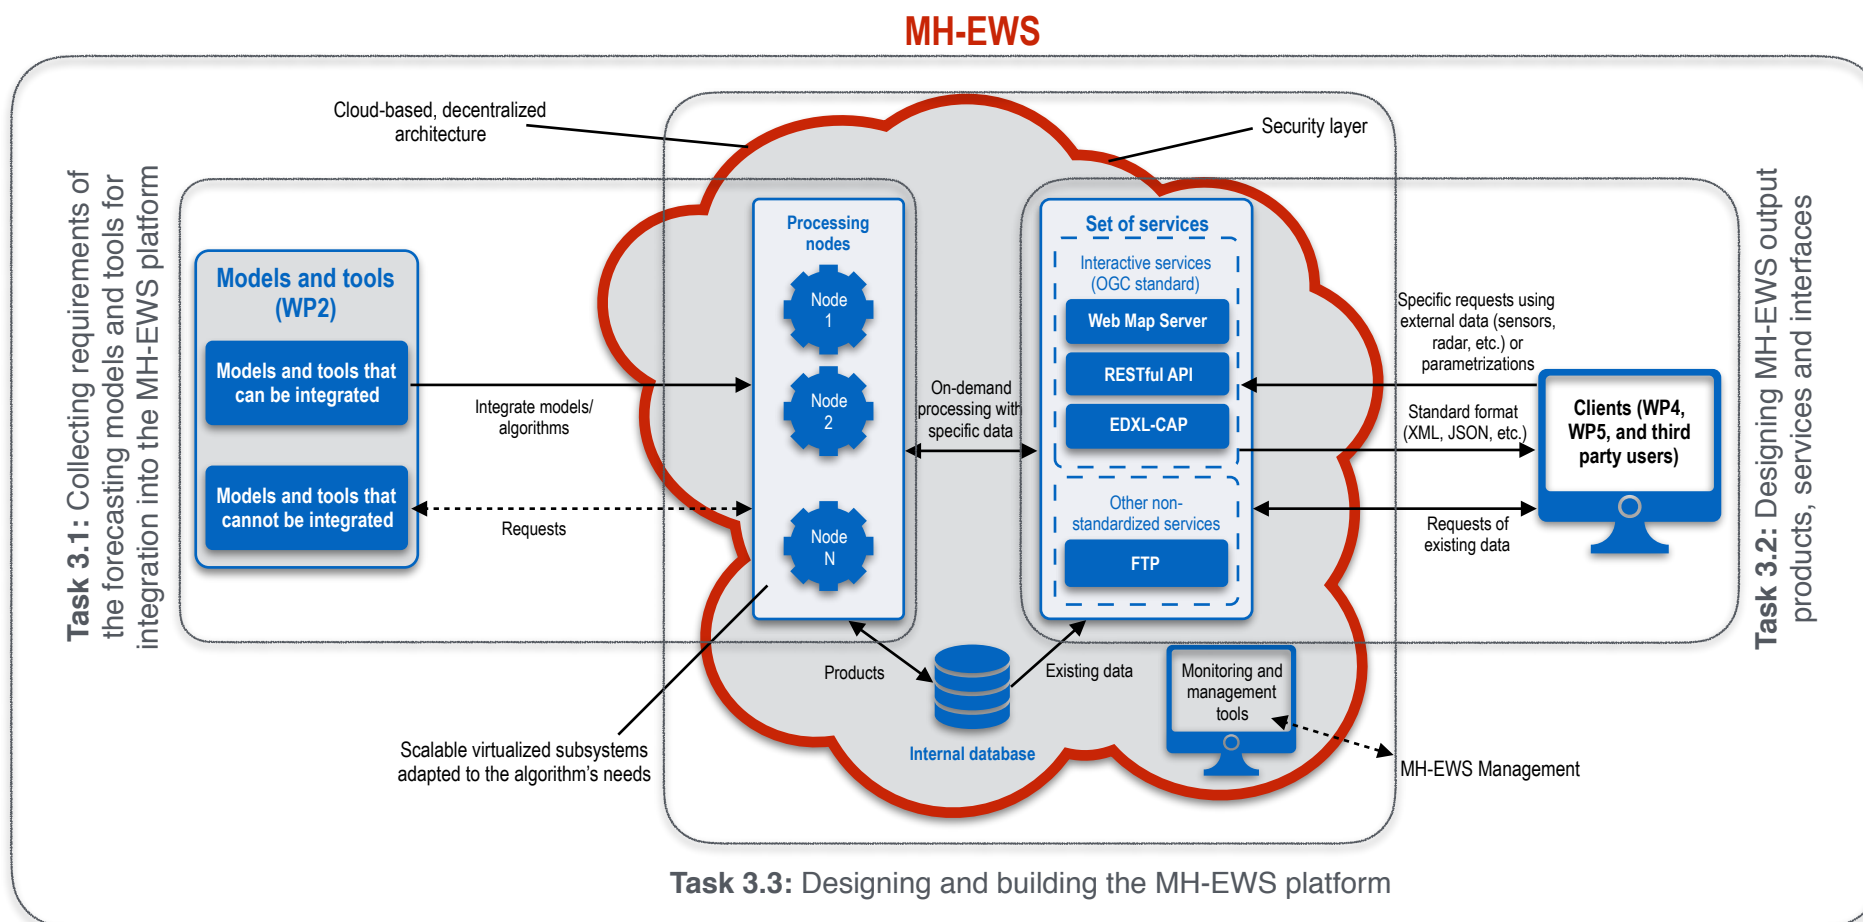 MH-EWS
Cloud-based, decentralized
architecture
Security layer
Task 3.1: Collecting requirements of
the forecasting models and tools for
integration into the MH-EWS platform
Models and tools
(WP2)
Models and tools that
can be integrated
Models and tools that
cannot be integrated
Integrate models/
algorithms
Requests
Processing
nodes
Node
1
Node
2
Node
N
On-demand
processing with
specific data
Set of services
Interactive services
(OGC standard)
Web Map Server
RESTful API
EDXL-CAP
Other non-
standardized services
FTP
Specific requests using
external data (sensors,
radar, etc.) or
parametrizations
Standard format
(XML, JSON, etc.)
Requests of
existing data
Clients (WP4,
WP5, and third
party users)
Task 3.2: Designing MH-EWS output
products, services and interfaces
Products
Existing data
Internal database
Monitoring and
management
tools
Scalable virtualized subsystems
adapted to the algorithm's needs
MH-EWS Management
Task 3.3: Designing and building the MH-EWS platform